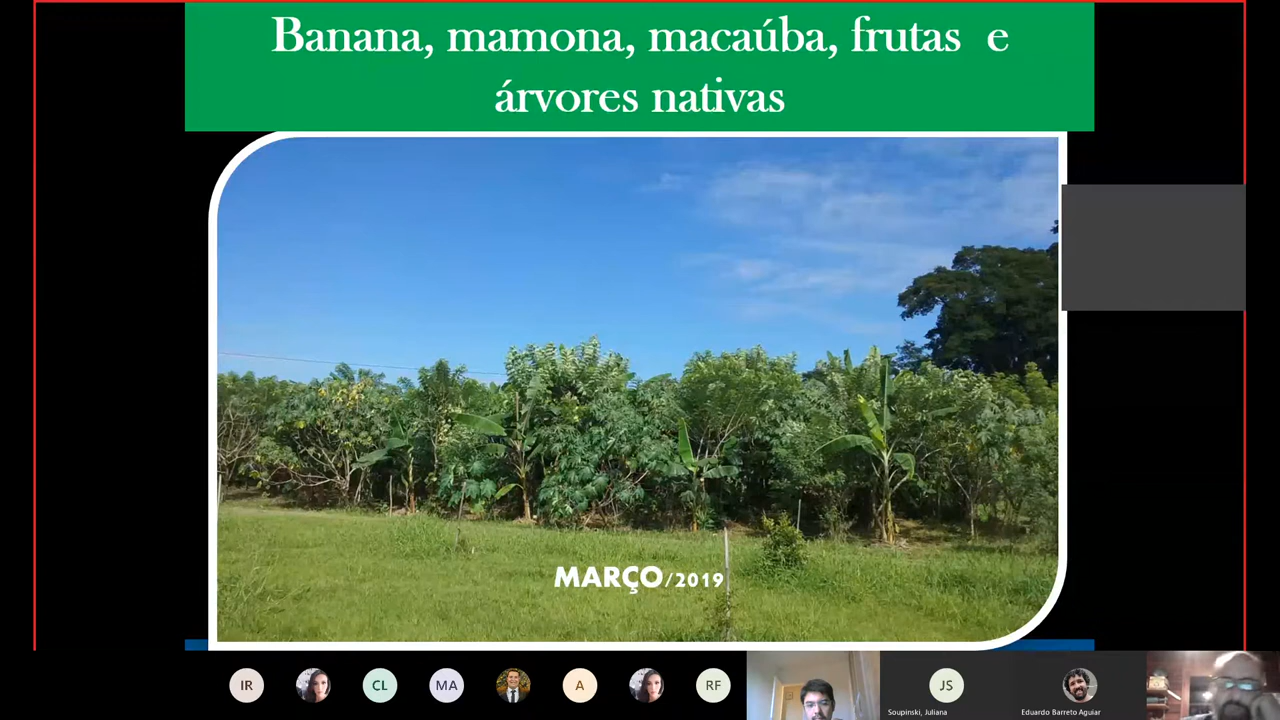 Banana, mamona, macaúba, frutas e
árvores nativas
MARÇO/2019
IR
CL
MA
A
RF
JS
Soupinski, Juliana
Eduardo Barreto Aguiar